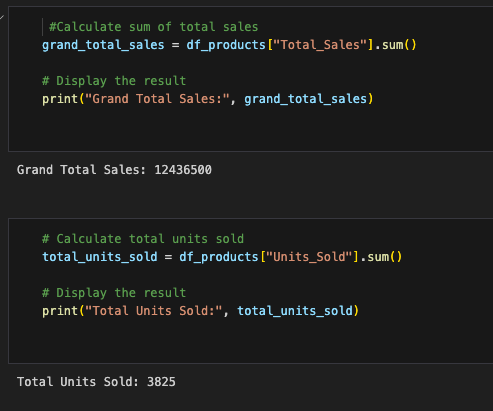 #Calculate sum of total sales
grand_total_sales = df_products["Total_Sales"].sum()
# Display the result
print("Grand Total Sales:", grand_total_sales)
Grand Total Sales: 12436500
# Calculate total units sold
total_units_sold = df_products["Units_Sold"].sum()
# Display the result
print("Total Units Sold:", total_units_sold)
Total Units Sold: 3825